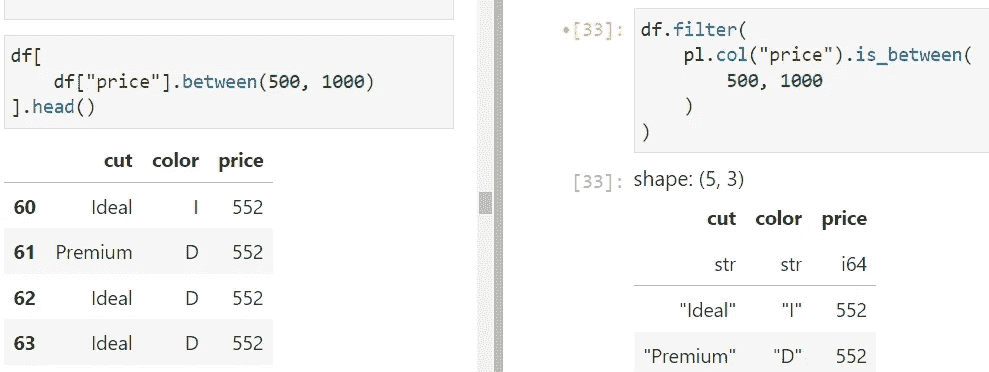 df[
    df["price"].between(500, 1000)
].head()
cut color price
60 Ideal I 552
61 Premium D 552
62 Ideal D 552
63 Ideal D 552
[33]:
df.filter(
    pl.col("price").is_between(
        500, 1000
    )
)
[33]: shape: (5, 3)
cut color price
str str i64
"Ideal" "I" 552
"Premium" "D" 552